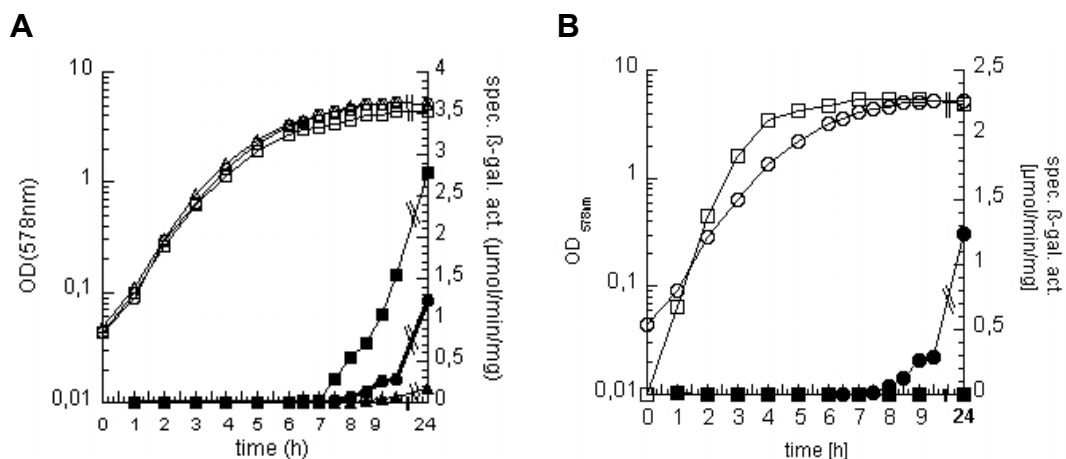 A
10
1
0,1
0,01
OD(578nm)
4
3,5
3
2,5
2
1,5
1
0,5
0
spec. ß-gal. act. (µmol/min/mg)
0 1 2 3 4 5 6 7 8 9 24
time (h)
B
10
1
0,1
0,01
OD 578nm
2,5
2
1,5
1
0,5
0
spec. ß-gal. act.
[µmol/min/mg]
0 1 2 3 4 5 6 7 8 9 24
time [h]